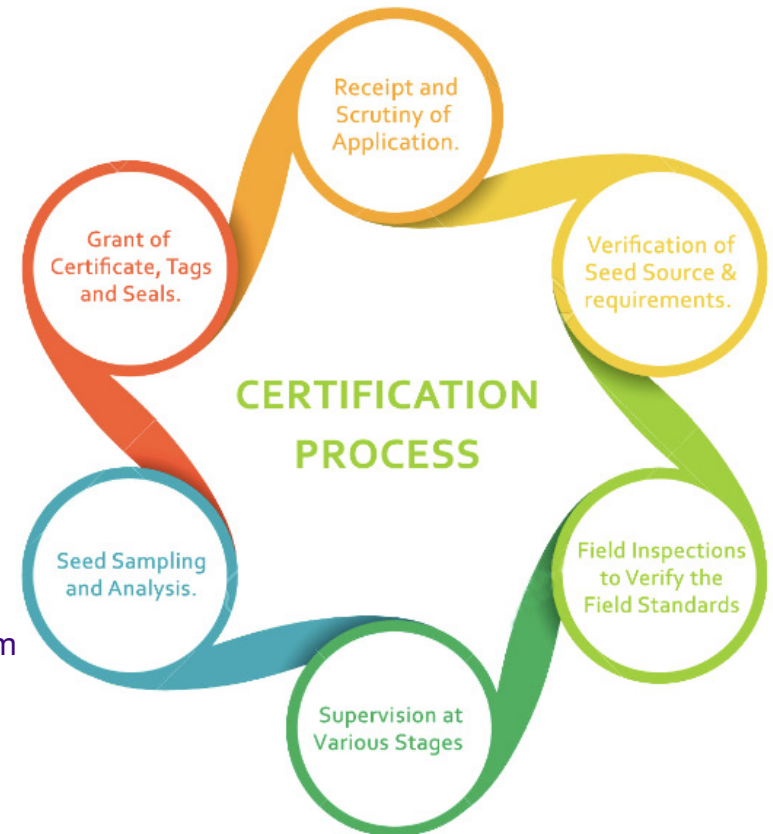 Receipt and
Scrutiny of
Application.
Verification of
Seed Source &
requirements.
Field Inspections
to Verify the
Field Standards
Supervision at
Various Stages
Seed Sampling
and Analysis.
Grant of
Certificate, Tags
and Seals.
CERTIFICATION
PROCESS